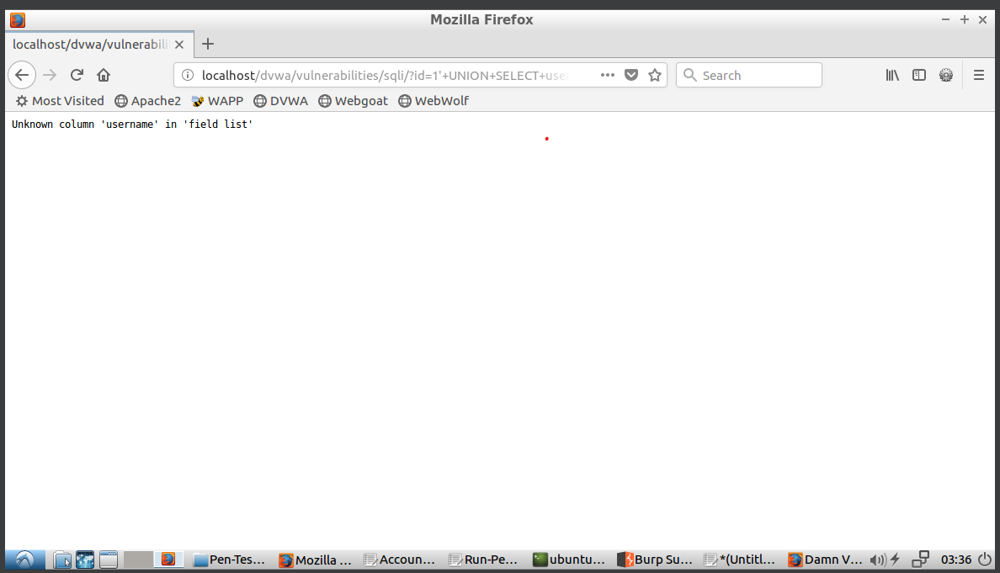 Mozilla Firefox
localhost/dvwa/vulnerabili
localhost/dvwa/vulnerabilities/sqli/?id=1'+UNION+SELECT+user
Search
Most Visited Apache2 WAPP DVWA Webgoat WebWolf
Unknown column 'username' in 'field list'
Pen-Tes... Mozilla ... Accoun... Run-Pe... ubuntu... Burp Su... *(Untitl... Damn V... 03:36